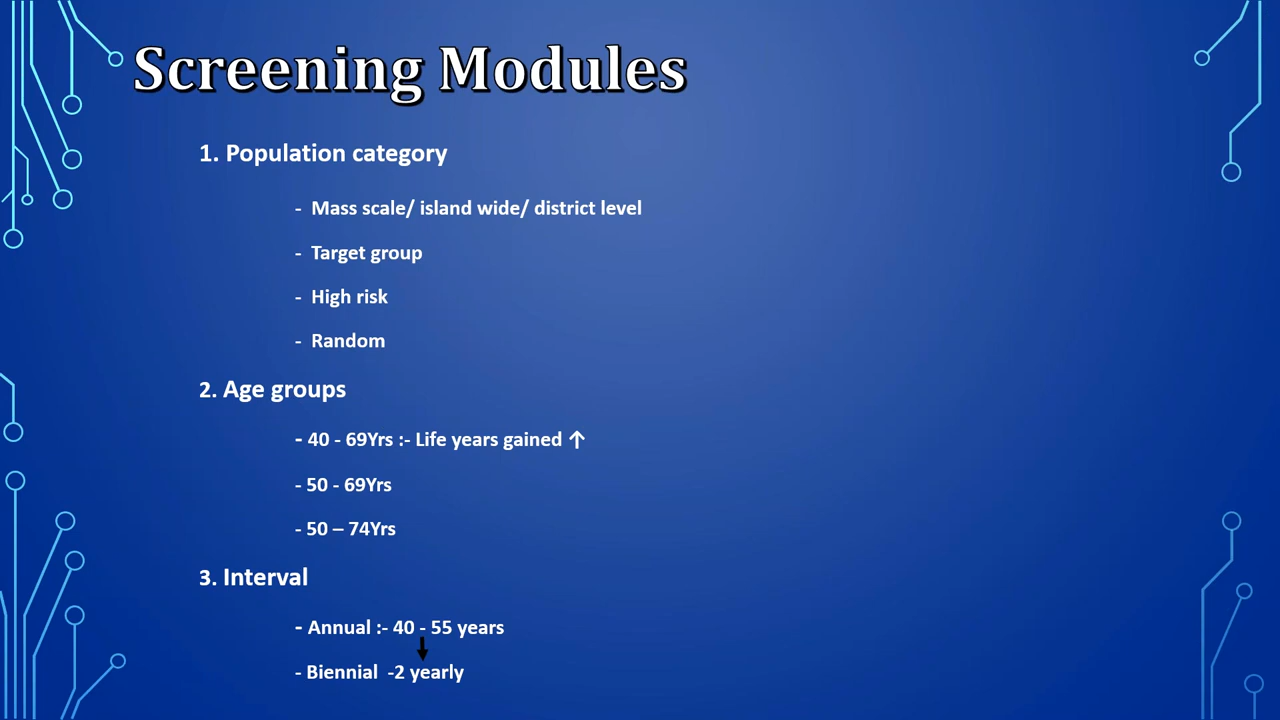 Screening Modules
1. Population category
- Mass scale/ island wide/ district level
- Target group
- High risk
- Random
2. Age groups
- 40 - 69Yrs :- Life years gained ↑
- 50 - 69Yrs
- 50 – 74Yrs
3. Interval
- Annual :- 40 - 55 years
- Biennial -2 yearly